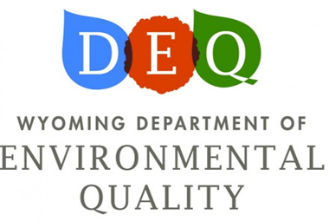 DEQ
WYOMING DEPARTMENT OF
ENVIRONMENTAL
QUALITY